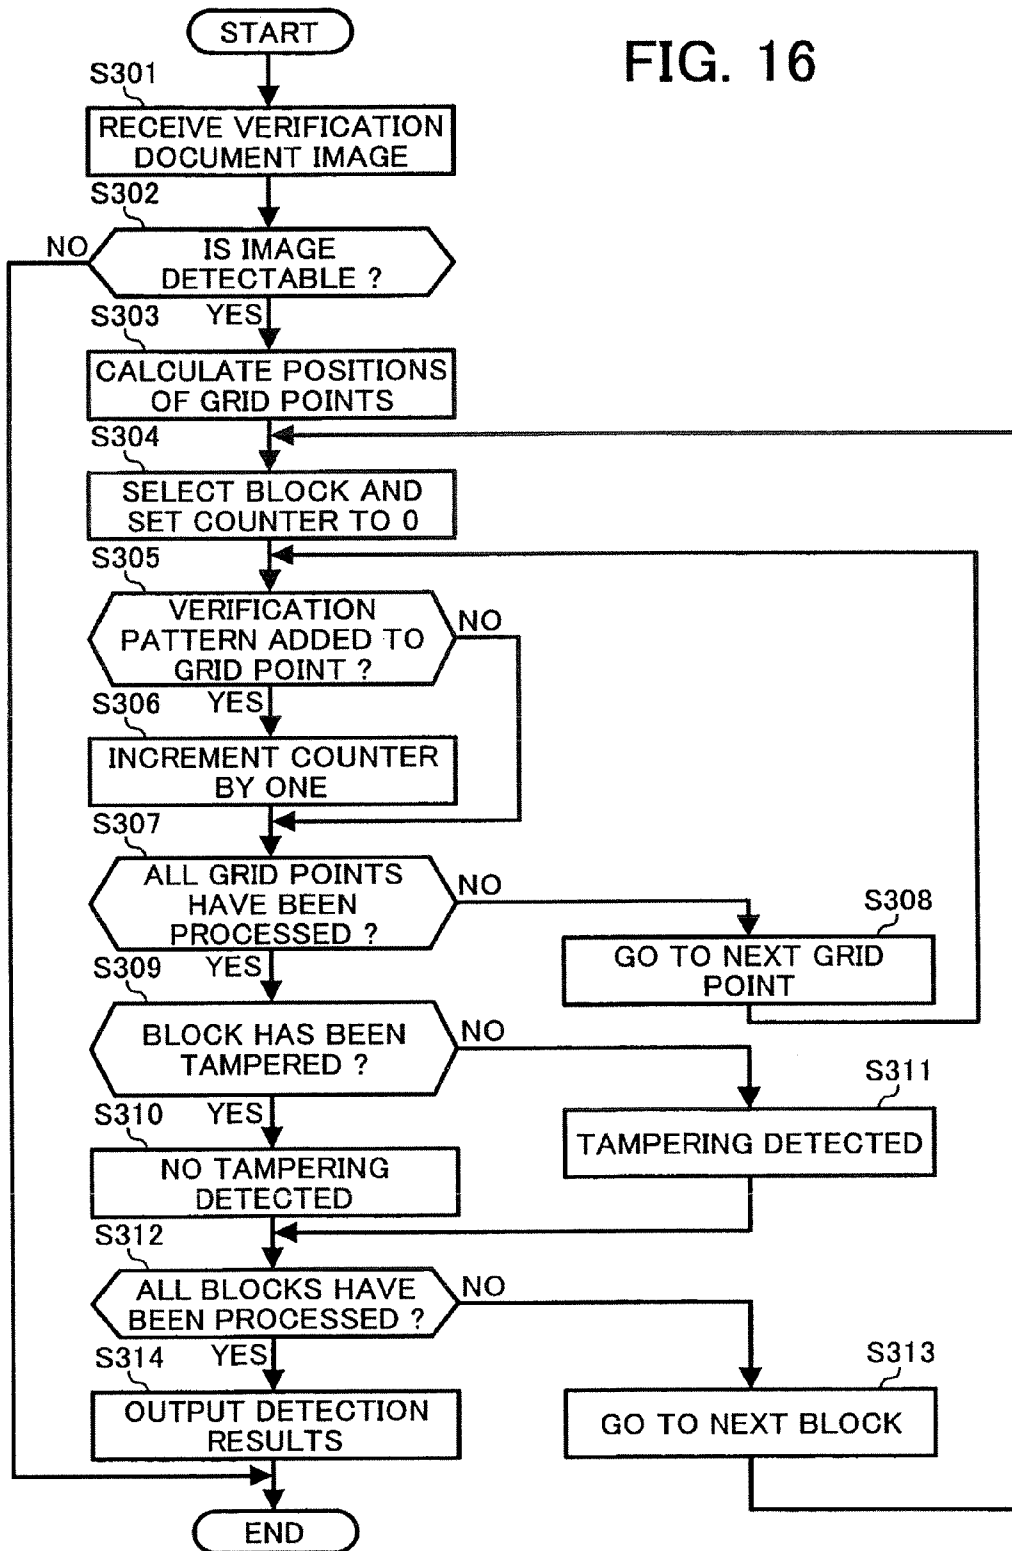 START
FIG. 16
S301
RECEIVE VERIFICATION
DOCUMENT IMAGE
S302
NO
IS IMAGE
DETECTABLE ?
S303
YES
CALCULATE POSITIONS
OF GRID POINTS
S304
SELECT BLOCK AND
SET COUNTER TO 0
S305
VERIFICATION
PATTERN ADDED TO
GRID POINT ?
NO
S306
YES
INCREMENT COUNTER
BY ONE
S307
ALL GRID POINTS
HAVE BEEN
PROCESSED ?
NO
S308
GO TO NEXT GRID
POINT
S309
YES
BLOCK HAS BEEN
TAMPERED ?
NO
S310
YES
NO TAMPERING
DETECTED
S311
TAMPERING DETECTED
S312
ALL BLOCKS HAVE
BEEN PROCESSED ?
NO
S313
GO TO NEXT BLOCK
S314
YES
OUTPUT DETECTION
RESULTS
END